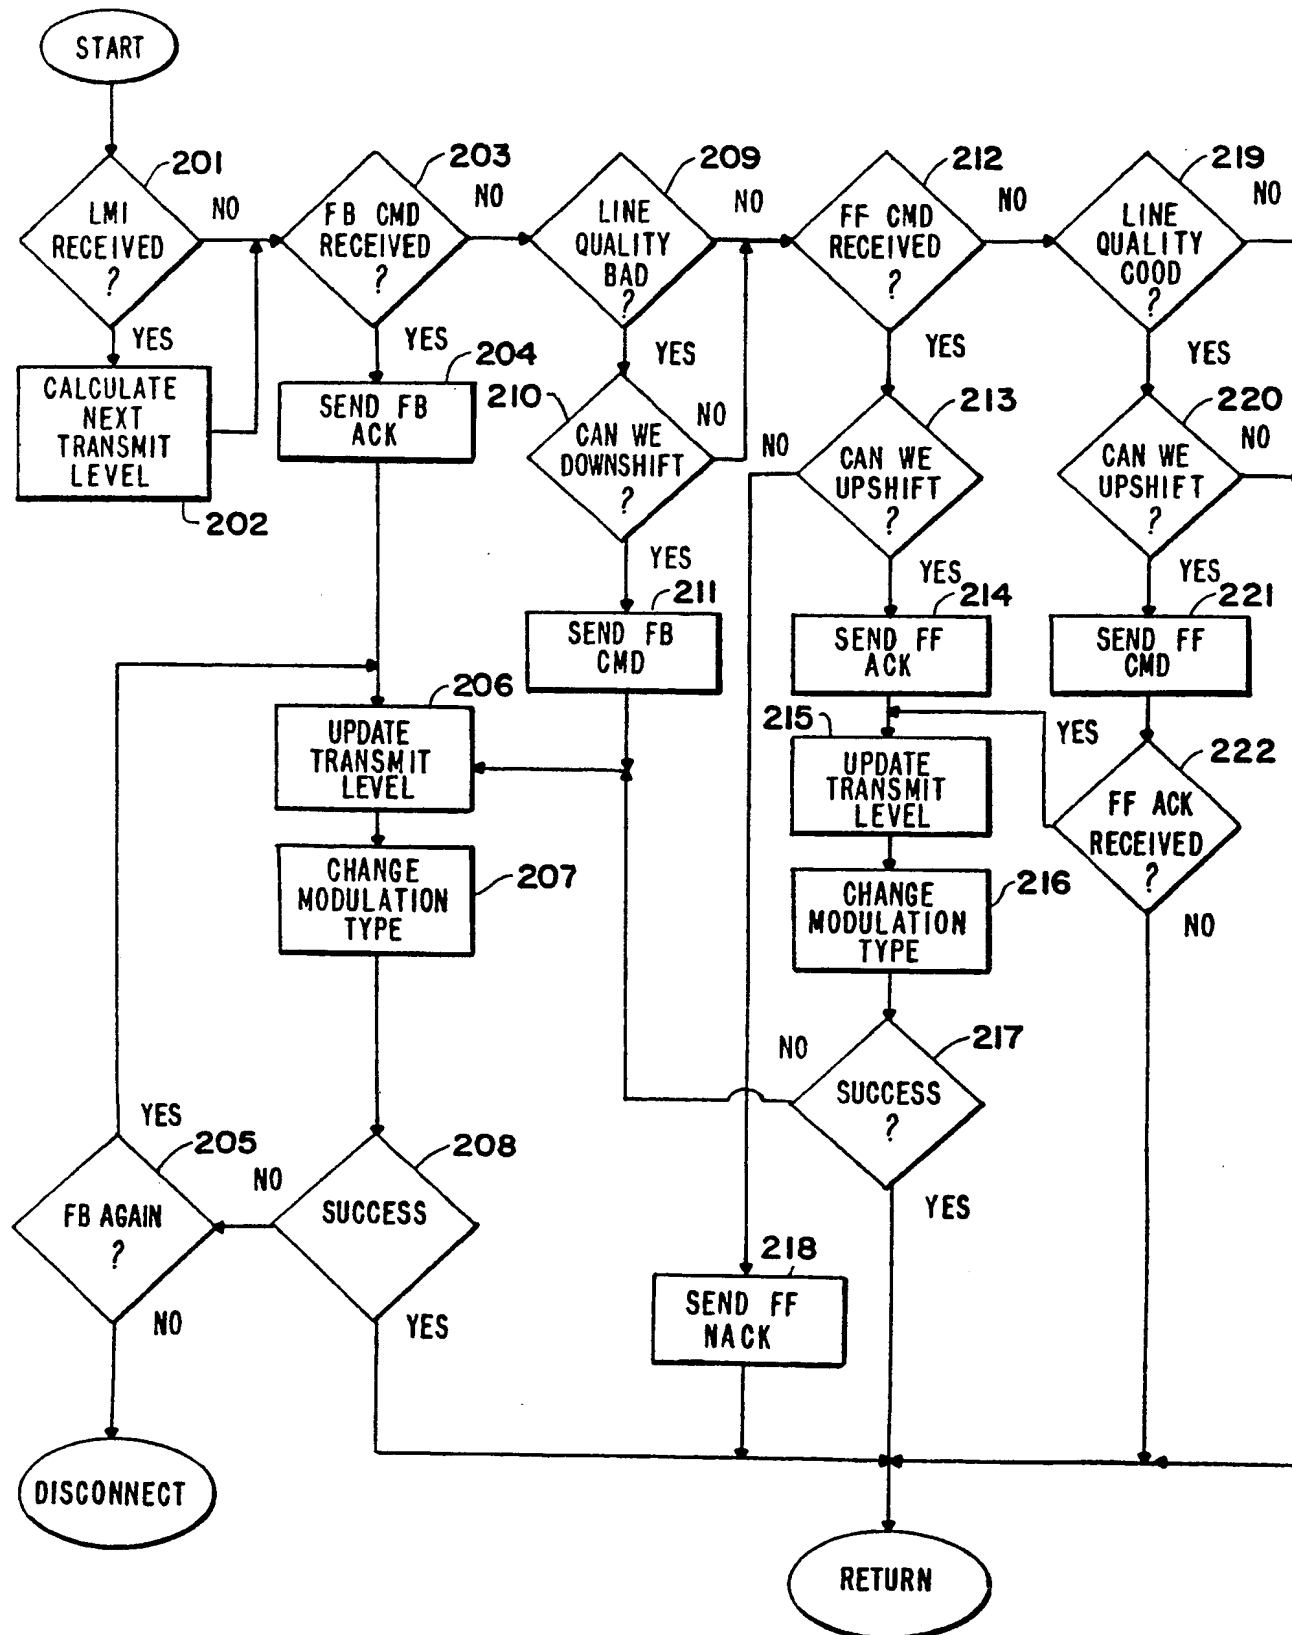 START
201
LMI
RECEIVED
?
NO
YES
203
FB CMD
RECEIVED
?
NO
YES
209
LINE
QUALITY
BAD
?
NO
YES
212
FF CMD
RECEIVED
?
NO
YES
219
LINE
QUALITY
COOD
?
NO
YES
CALCULATE
NEXT
TRANSMIT
LEVEL
202
204
SEND FB
ACK
210
CAN WE
DOWNSHIFT
?
NO
YES
213
CAN WE
UPSHIFT
?
NO
YES
220
CAN WE
UPSHIFT
?
NO
YES
211
SEND FB
CMD
214
SEND FF
ACK
221
SEND FF
CMD
206
UPDATE
TRANSMIT
LEVEL
215
UPDATE
TRANSMIT
LEVEL
222
FF ACK
RECEIVED
?
YES
NO
207
CHANGE
MODULATION
TYPE
216
CHANGE
MODULATION
TYPE
217
SUCCESS
?
NO
YES
205
FB AGAIN
?
YES
NO
208
SUCCESS
NO
YES
218
SEND FF
NACK
DISCONNECT
RETURN